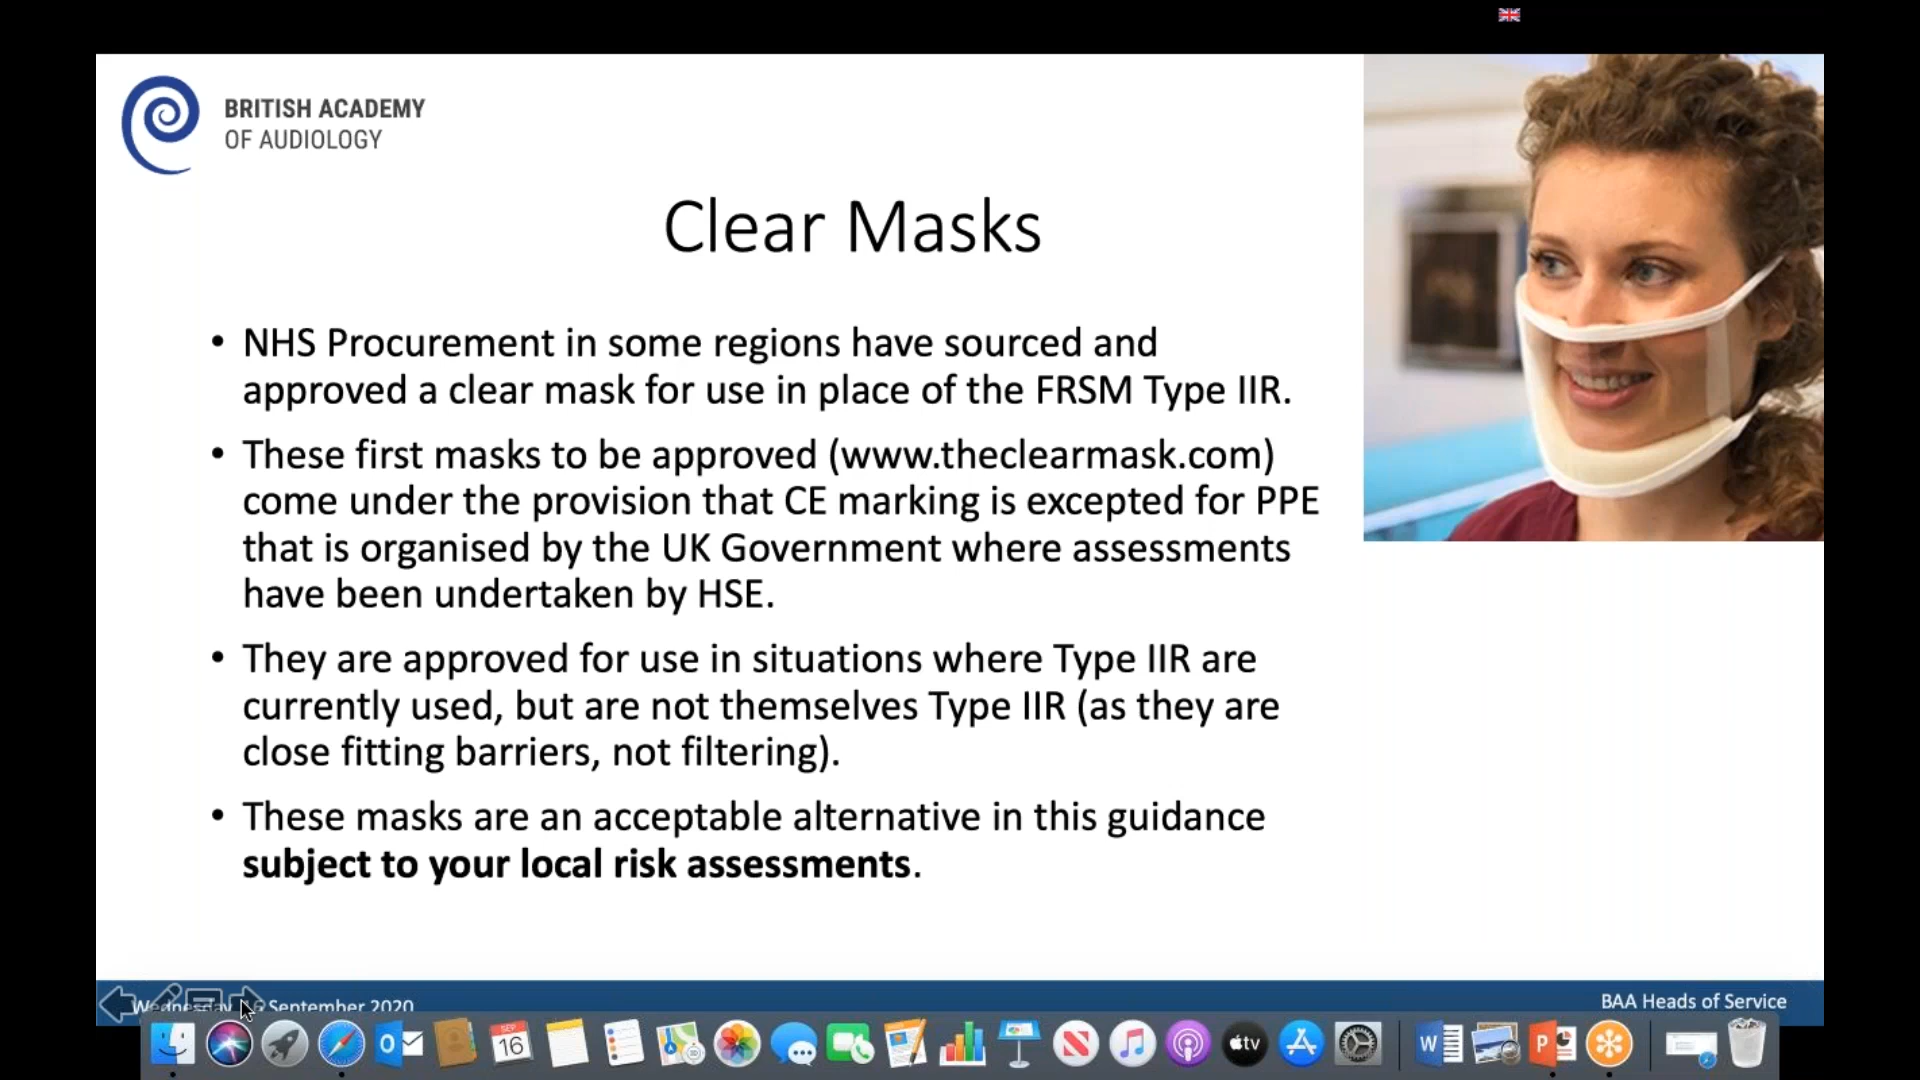 BRITISH ACADEMY
OF AUDIOLOGY
Clear Masks
• NHS Procurement in some regions have sourced and
approved a clear mask for use in place of the FRSM Type IIR.
• These first masks to be approved (www.theclearmask.com)
come under the provision that CE marking is excepted for PPE
that is organised by the UK Government where assessments
have been undertaken by HSE.
• They are approved for use in situations where Type IIR are
currently used, but are not themselves Type IIR (as they are
close fitting barriers, not filtering).
• These masks are an acceptable alternative in this guidance
subject to your local risk assessments.
Wednesday, 16 September 2020
BAA Heads of Service
SEP
16
tv
W
P